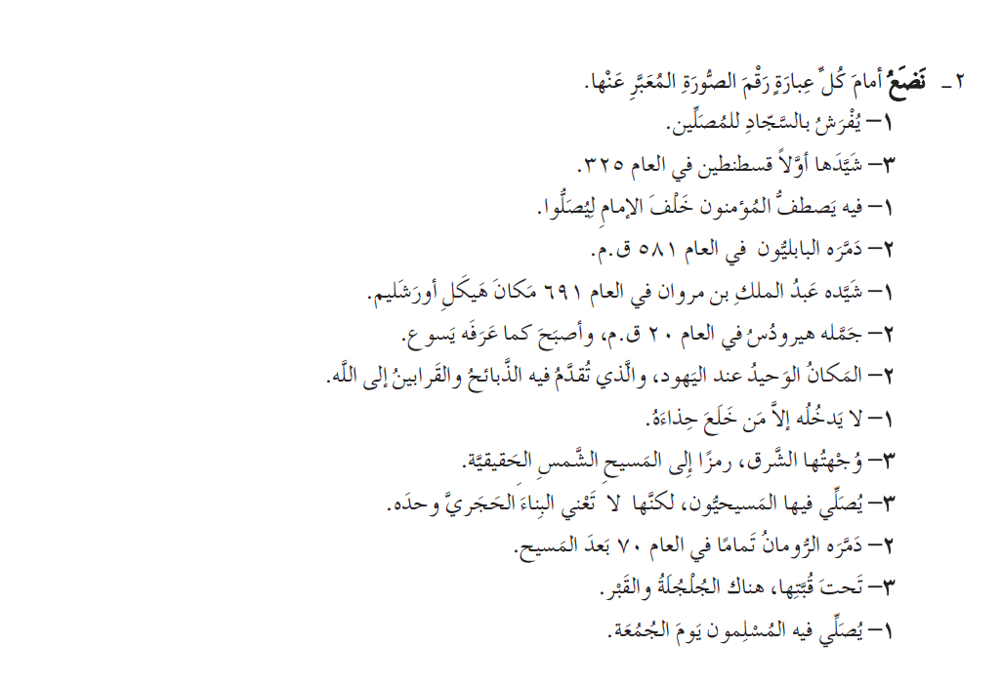 ٢ ـ نَضَعُ أمامَ كُلِّ عِبارَةٍ رَقْمَ الصُّورَةِ المُعَبَّرِ عَنْها.
١– يُفْرَشُ بالسَّجّادِ للمُصَلِّين.
٣– شَيَّدَها أوَّلاً قسطنطين في العام ٣٢٥.
١– فيه يَصطفُّ المُؤمنون خَلْفَ الإمامِ لِيُصَلُّوا.
٢– دَمَّرَه البابليُّون في العام ٥٨١ ق.م.
١– شَيَّده عَبدُ الملكِ بن مروان في العام ٦٩١ مَكانَ هَيكَلِ أورَشَليم.
٢– جَمَّله هيرودُسُ في العام ٢٠ ق.م، وأصبَحَ كما عَرَفَه يَسوع.
٢– المَكانُ الوَحيدُ عند اليَهود، والَّذي تُقدَّمُ فيه الذَّبائحُ والقَرابينُ إلى اللَّه.
١– لا يَدخُلُه إلاَّ مَن خَلَعَ حِذاءَهُ.
٣– وُجْهتُها الشَّرق، رمزًا إِلى المَسيحِ الشَّمسِ الحَقيقيَّة.
٣– يُصَلِّي فيها المَسيحيُّون، لكنَّها لا تَعْني البِناءَ الحَجَريَّ وحدَه.
٢– دَمَّرَه الرُّومانُ تَمامًا في العام ٧٠ بَعدَ المَسيح.
٣– تَحتَ قُبَّتِها، هناك الجُلْجُلَةُ والقَبْر.
١– يُصَلِّي فيه المُسْلِمون يَومَ الجُمُعَة.